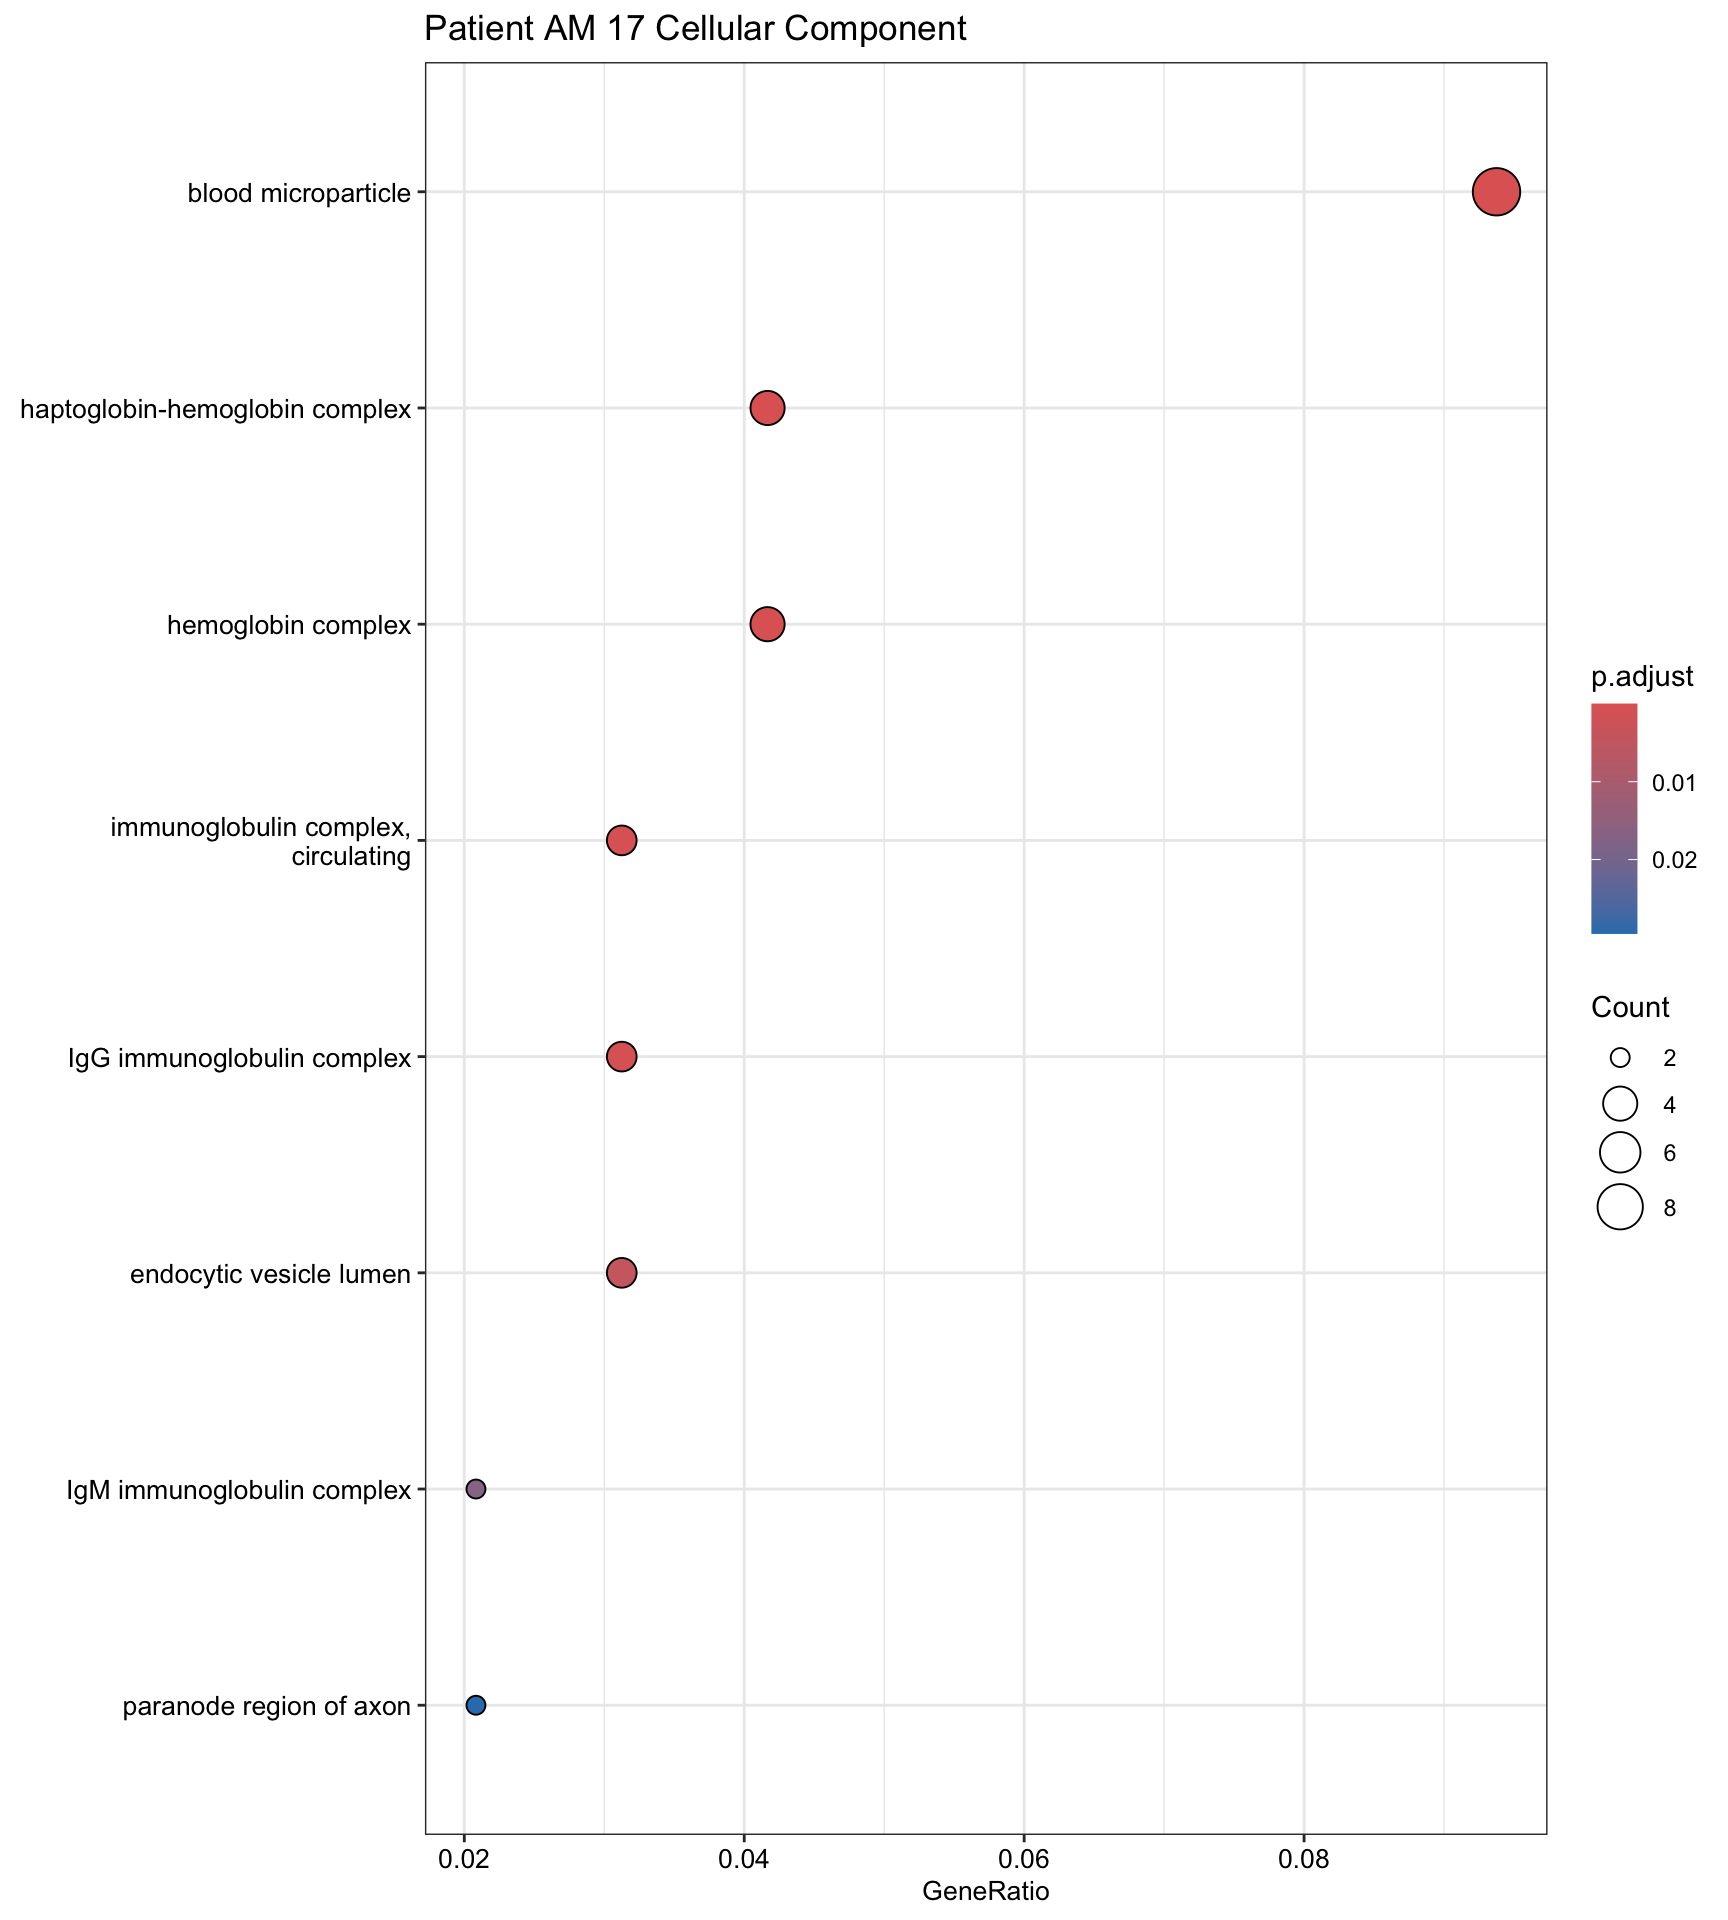 Patient AM 17 Cellular Component
blood microparticle
haptoglobin-hemoglobin complex
hemoglobin complex
immunoglobulin complex,
circulating
IgG immunoglobulin complex
endocytic vesicle lumen
IgM immunoglobulin complex
paranode region of axon
0.02
0.04
0.06
0.08
GeneRatio
p.adjust
0.01
0.02
Count
2
4
6
8